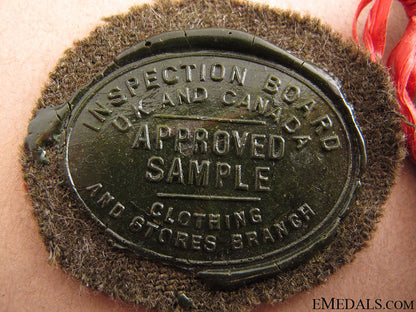 INSPECTION BOARD
U.K. AND CANADA
APPROVED
SAMPLE
CLOTHING
AND STORES BRANCH
EMEDALS.COM